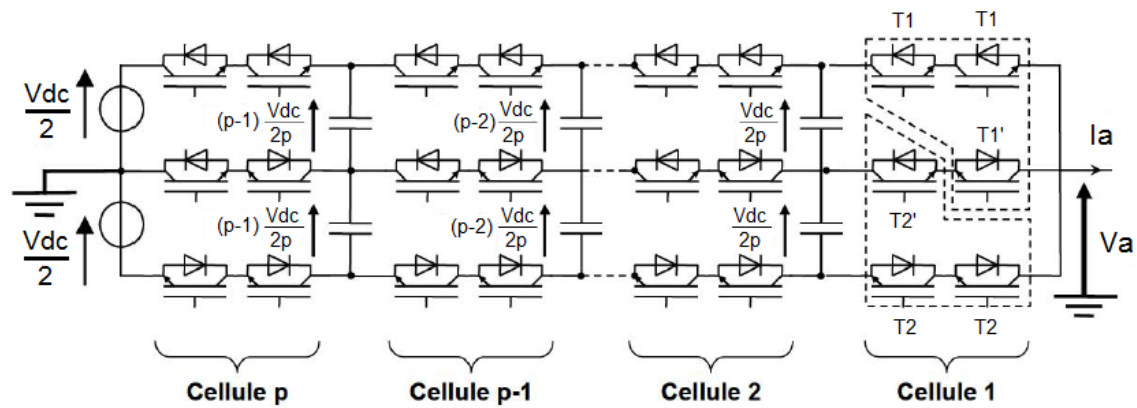 T1 T1
Vdc
2
(p-1) Vdc
2p
(p-2) Vdc
2p
Vdc
2p
T1'
Ia
Vdc
2
(p-1) Vdc
2p
(p-2) Vdc
2p
Vdc
2p
T2'
Va
T2 T2
Cellule p Cellule p-1 Cellule 2 Cellule 1